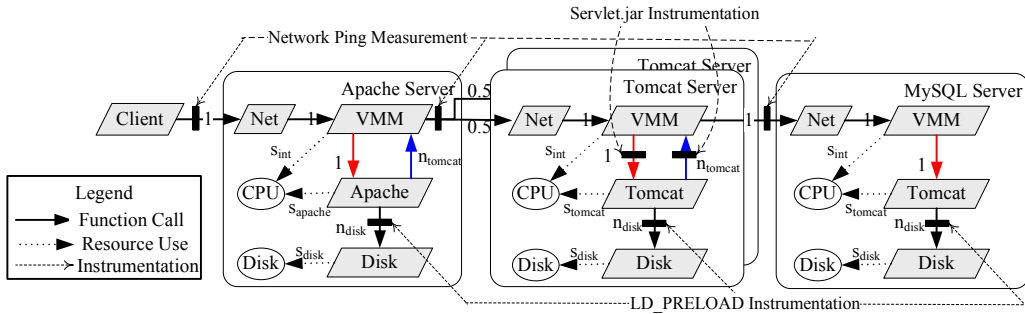 Servlet.jar Instrumentation
Network Ping Measurement
Tomcat Server
Apache Server
Tomcat Server
MySQL Server
0.5
0.5
Client
1
Net
1
VMM
Net
1
VMM
1
Net
1
VMM
s_int
1
n_tomcat
s_int
1
n_tomcat
s_int
1
CPU
s_apache
Apache
CPU
s_tomcat
Tomcat
CPU
s_tomcat
Tomcat
n_disk
n_disk
n_disk
Disk
s_disk
Disk
Disk
s_disk
Disk
Disk
s_disk
Disk
Legend
Function Call
Resource Use
Instrumentation
LD_PRELOAD Instrumentation